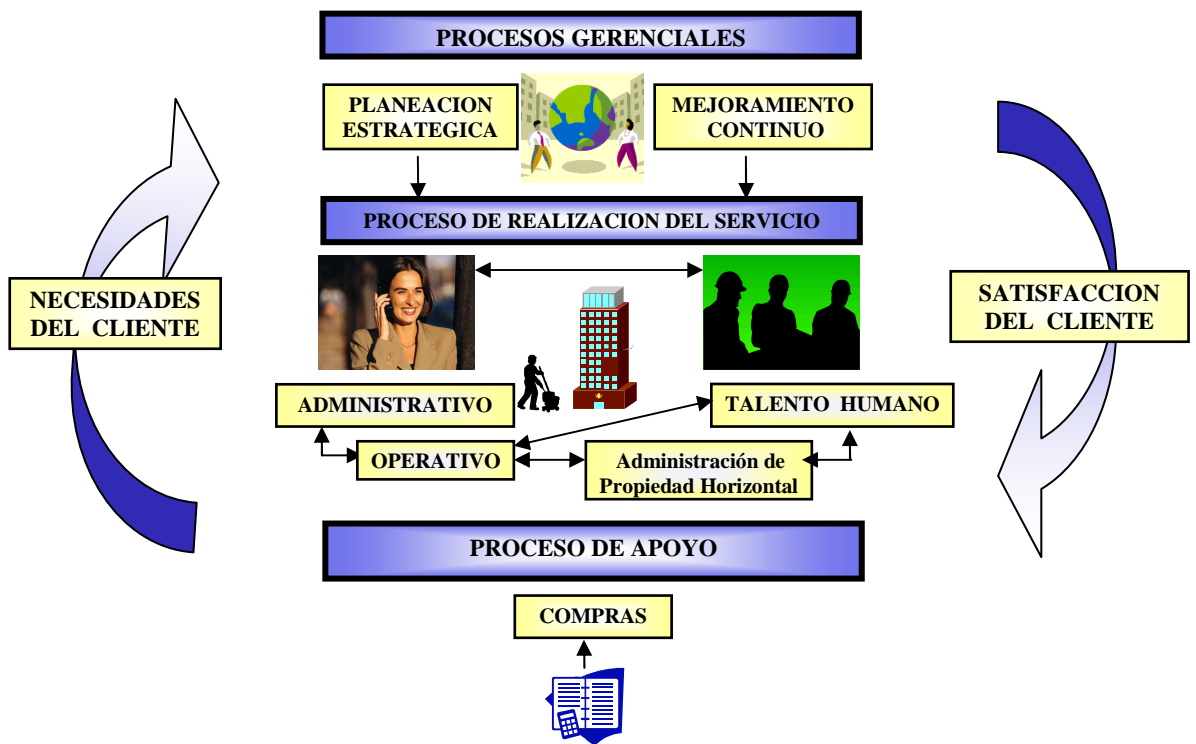 PROCESOS GERENCIALES
PLANEACION
ESTRATEGICA
MEJORAMIENTO
CONTINUO
PROCESO DE REALIZACION DEL SERVICIO
NECESIDADES
DEL CLIENTE
SATISFACCION
DEL CLIENTE
ADMINISTRATIVO
TALENTO HUMANO
OPERATIVO
Administración de
Propiedad Horizontal
PROCESO DE APOYO
COMPRAS